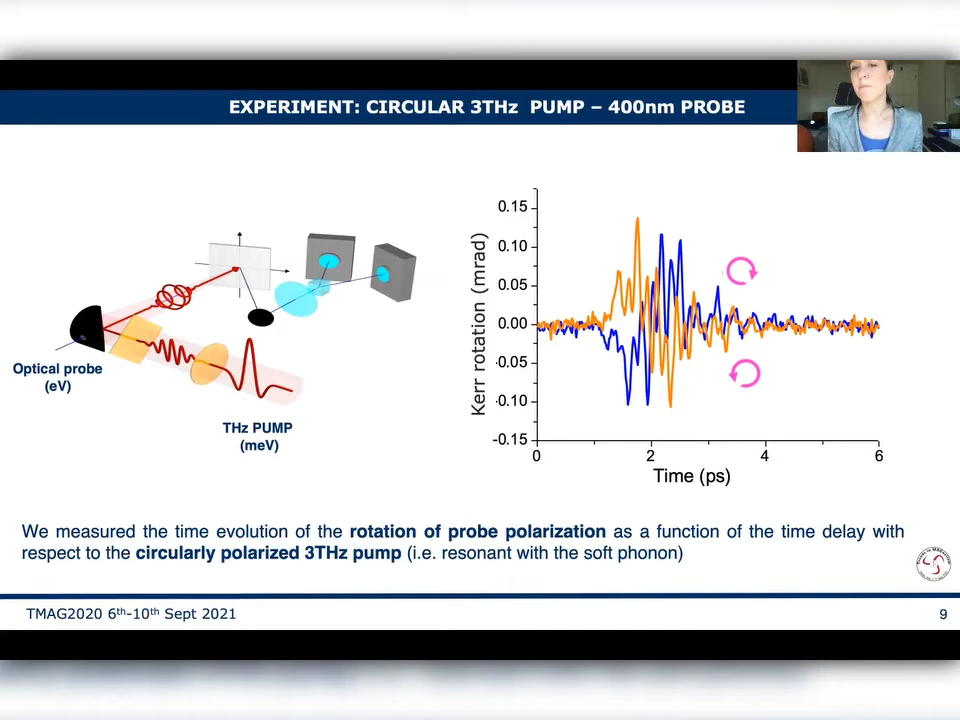 EXPERIMENT: CIRCULAR 3THz PUMP – 400nm PROBE
Optical probe
(eV)
THz PUMP
(meV)
Kerr rotation (mrad)
0.15
0.10
0.05
0.00
-0.05
-0.10
-0.15
0 2 4 6
Time (ps)
We measured the time evolution of the rotation of probe polarization as a function of the time delay with
respect to the circularly polarized 3THz pump (i.e. resonant with the soft phonon)
TMAG2020 6th-10th Sept 2021
9